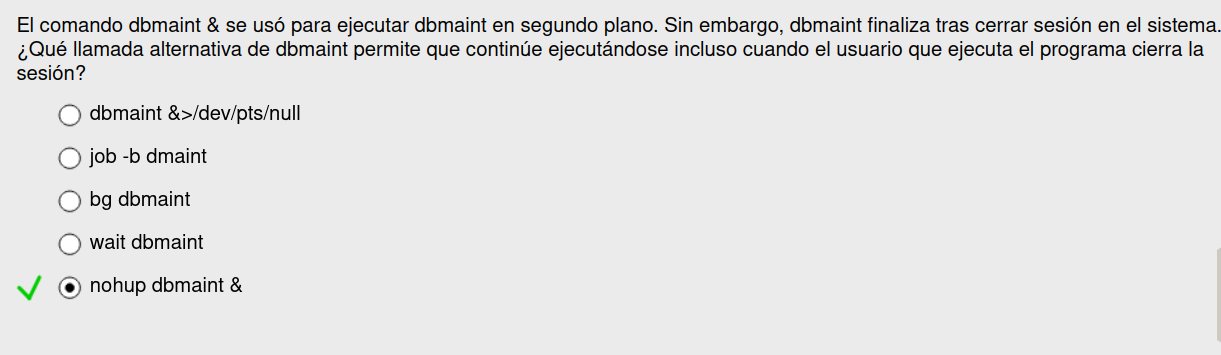 El comando dbmaint & se usó para ejecutar dbmaint en segundo plano. Sin embargo, dbmaint finaliza tras cerrar sesión en el sistema.
¿Qué llamada alternativa de dbmaint permite que continúe ejecutándose incluso cuando el usuario que ejecuta el programa cierra la
sesión?
dbmaint &>/dev/pts/null
job -b dmaint
bg dbmaint
wait dbmaint
nohup dbmaint &